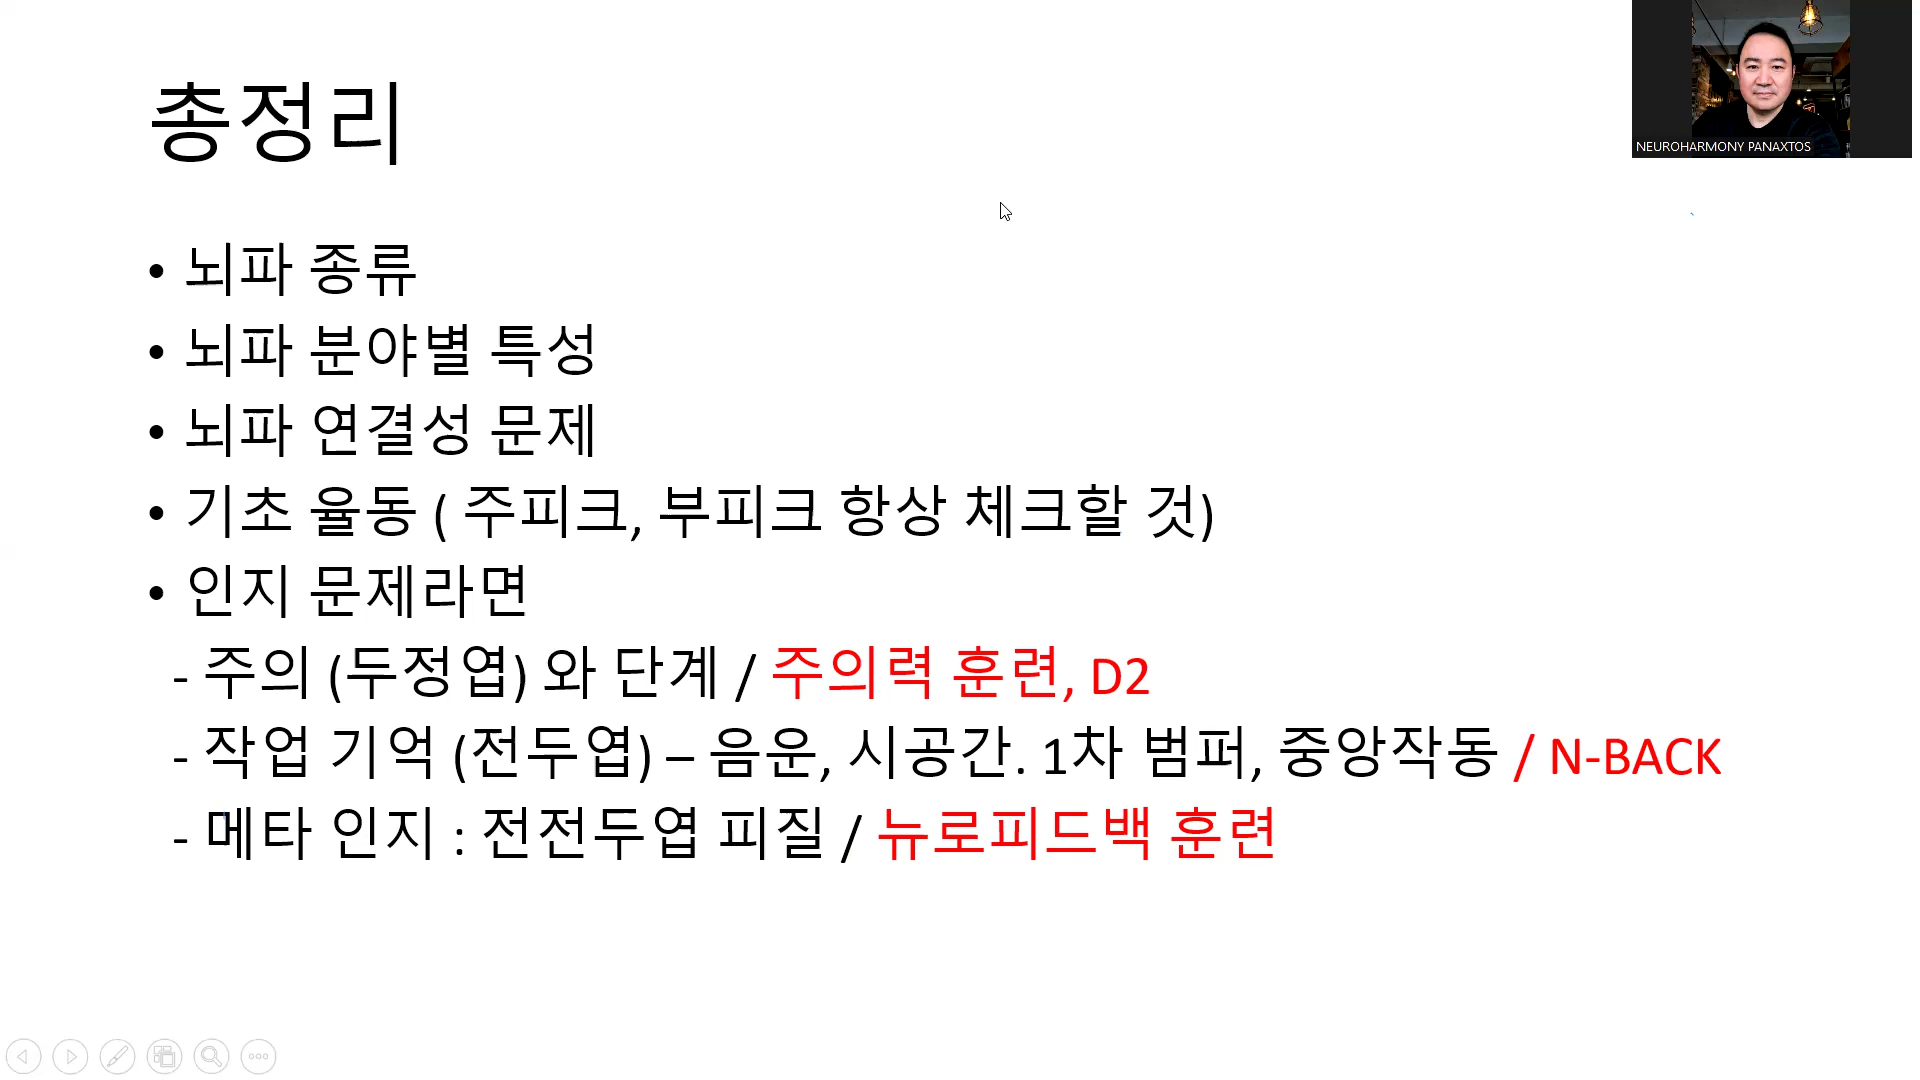 총정리
NEUROHARMONY PANAXTOS
• 뇌파 종류
• 뇌파 분야별 특성
• 뇌파 연결성 문제
• 기초 율동 ( 주피크, 부피크 항상 체크할 것)
• 인지 문제라면
- 주의 (두정엽) 와 단계 / 주의력 훈련, D2
- 작업 기억 (전두엽) – 음운, 시공간. 1차 범퍼, 중앙작동 / N-BACK
- 메타 인지 : 전전두엽 피질 / 뉴로피드백 훈련